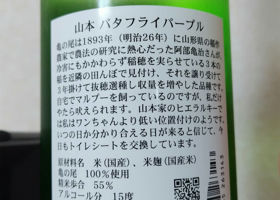 山本 バタフライパープル
亀の尾は1893年（明治26年）に山形県の篤
農家で農法の研究に熱心だった阿部亀治さんが、
冷害にもかかわらず稲穂を実らせている3本の
稲を近隣の田んぼで見付け、それを譲り受けて
3年掛けて抜穂選種し収量を増やした品種です。
自宅でマルプーを飼っているのですが、私だけ
やたら吠えられます。山本家のヒエラルキーで
は私はワンちゃんより低い位置付けのようです。
いつの日か分かり合える日が来ると信じて、今
日もトイレシートを交換しています。
原材料名 米(国産)、米麹(国産米)
亀の尾 100％使用
精米歩合 55％
アルコール分 15度